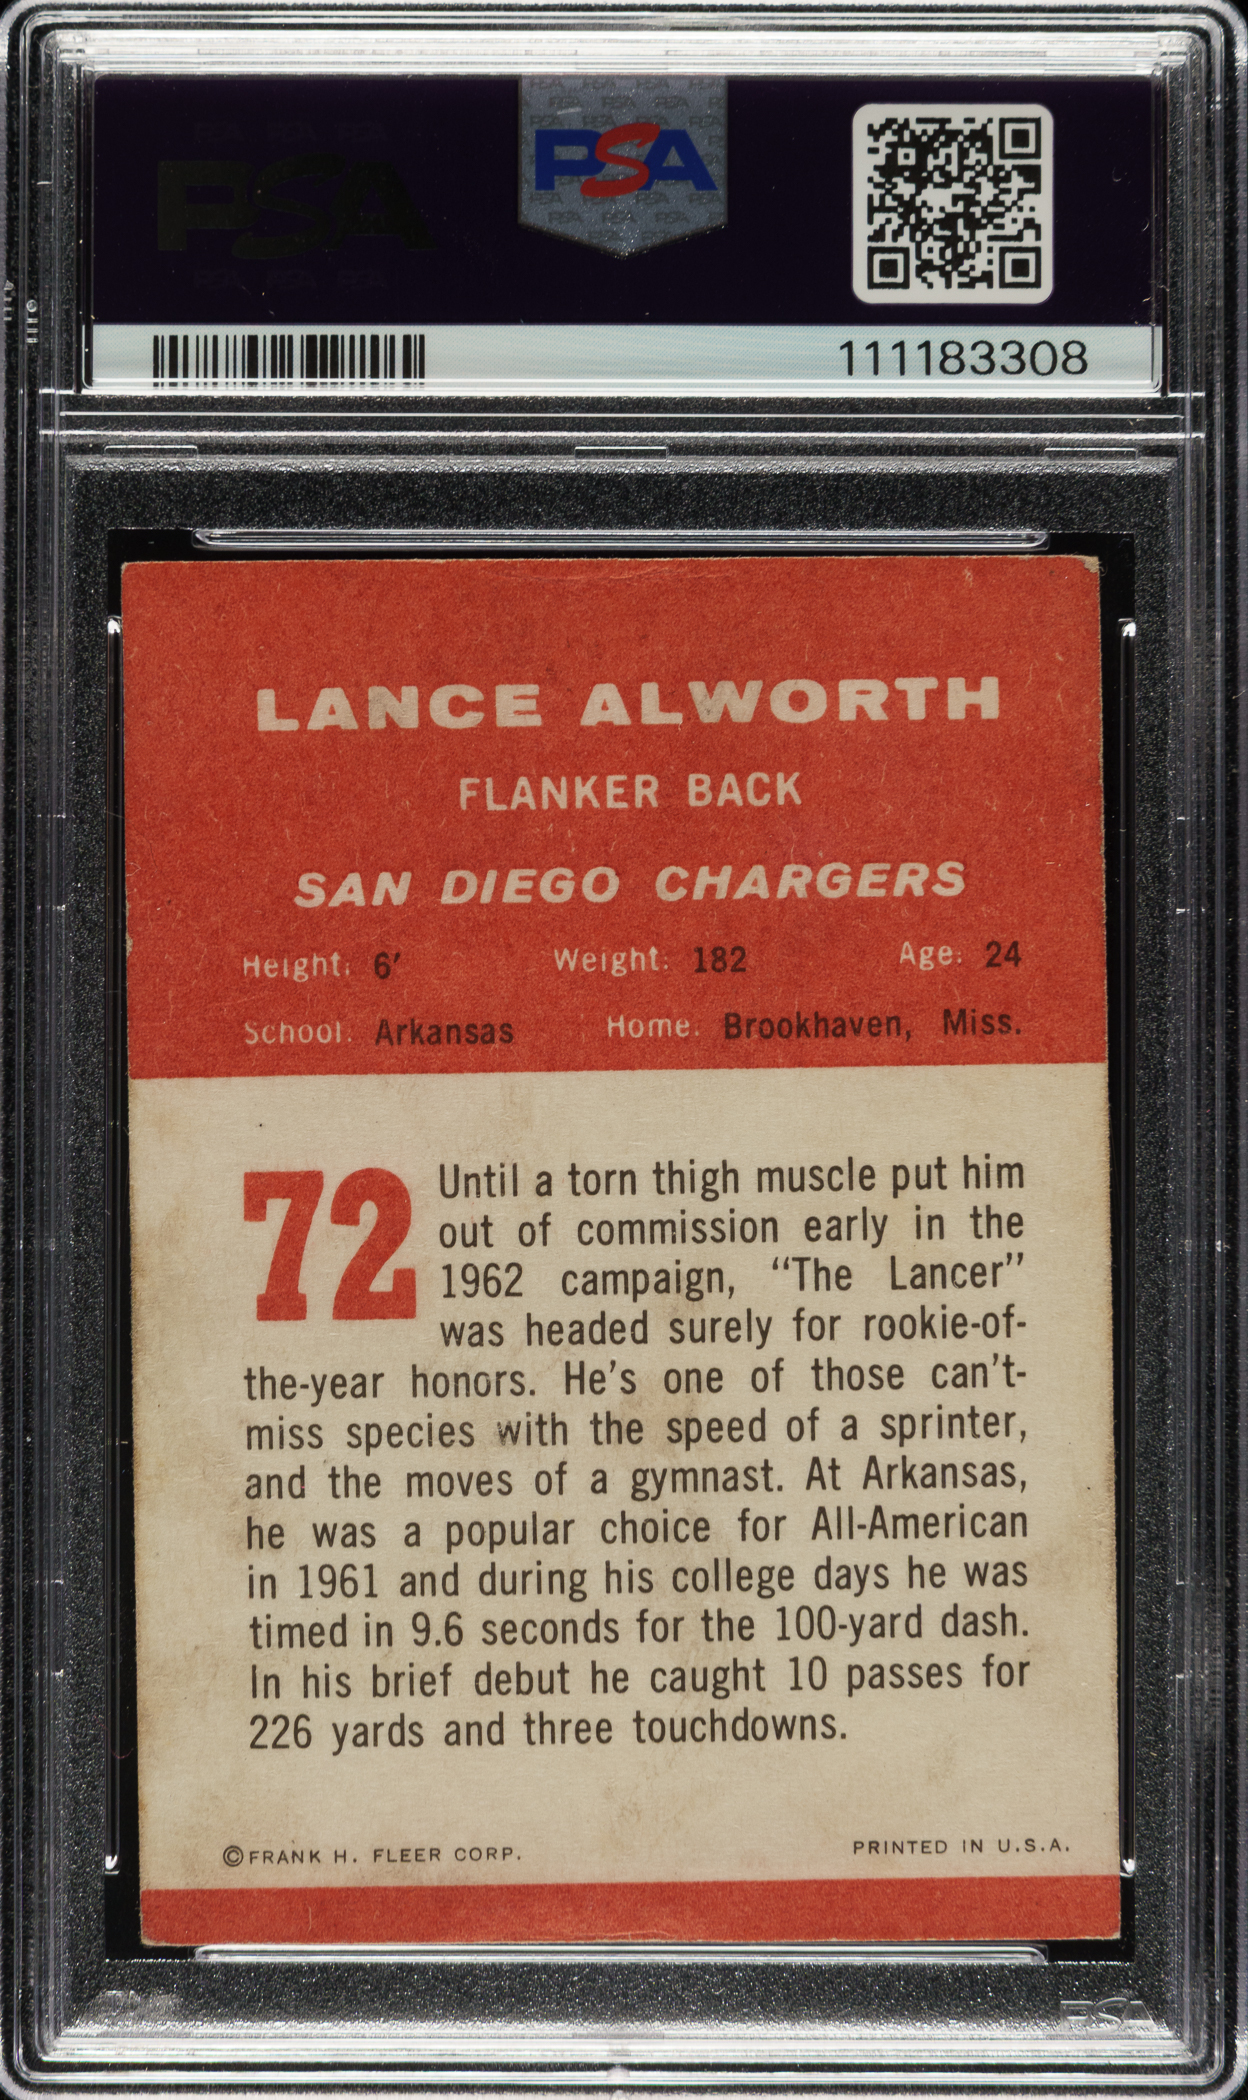 PSA
PSA
111183308
LANCE ALWORTH
FLANKER BACK
SAN DIEGO CHARGERS
Height: 6' Weight: 182 Age: 24
School: Arkansas Home: Brookhaven, Miss.
72
Until a torn thigh muscle put him
out of commission early in the
1962 campaign, “The Lancer”
was headed surely for rookie-of-
the-year honors. He's one of those can't-
miss species with the speed of a sprinter,
and the moves of a gymnast. At Arkansas,
he was a popular choice for All-American
in 1961 and during his college days he was
timed in 9.6 seconds for the 100-yard dash.
In his brief debut he caught 10 passes for
226 yards and three touchdowns.
©FRANK H. FLEER CORP. PRINTED IN U.S.A.
PSA